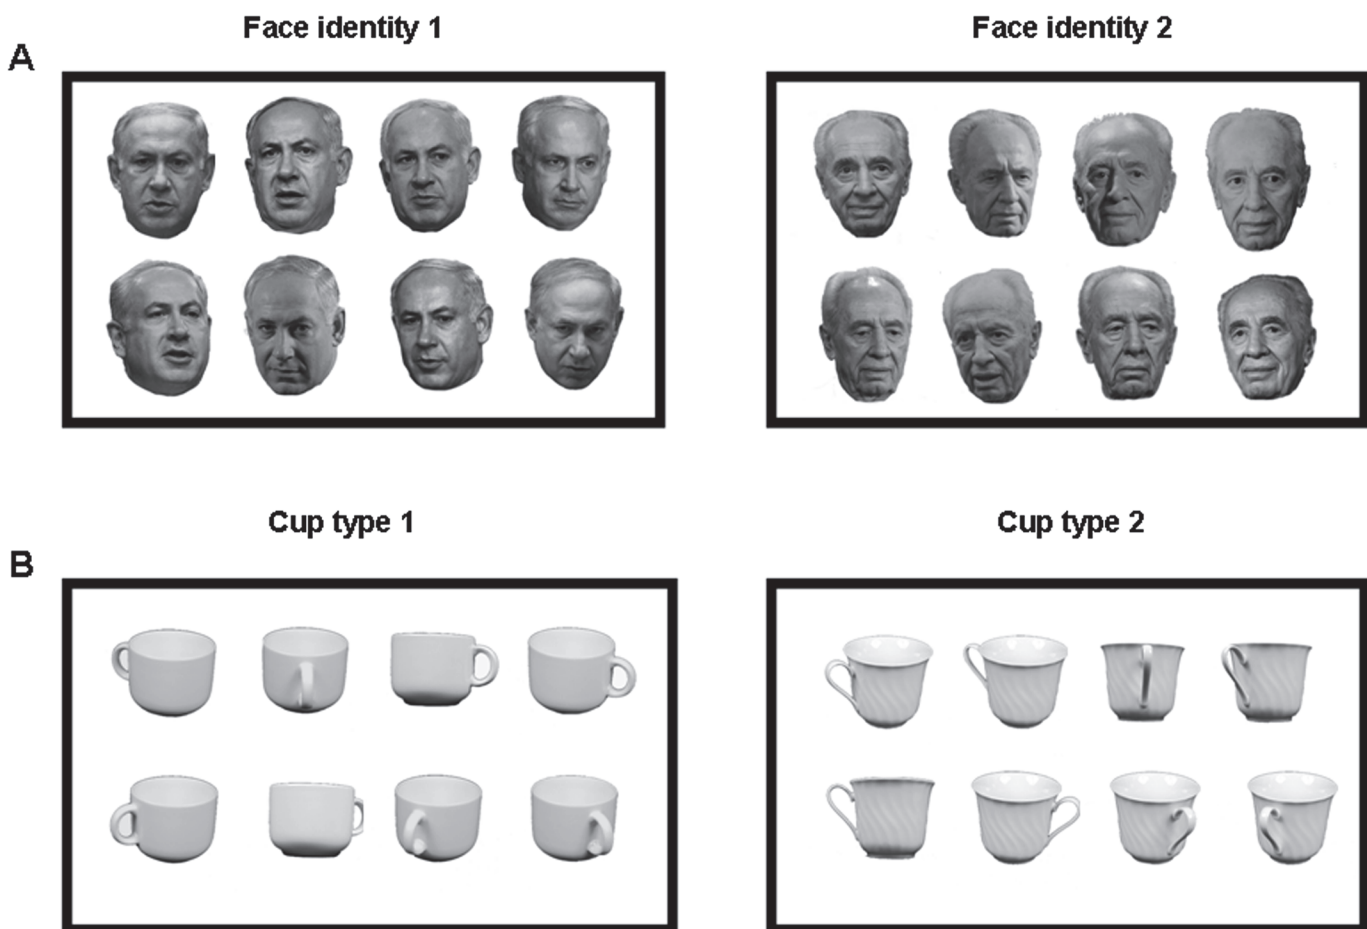 Face identity 1
Face identity 2
A
Cup type 1
Cup type 2
B